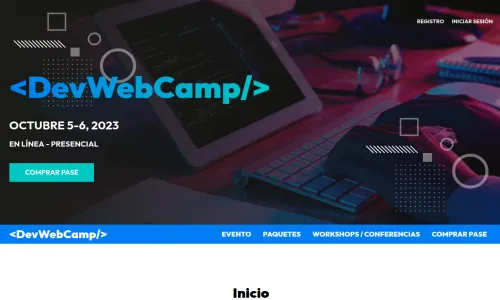 REGISTRO INICIAR SESIÓN
<DevWebCamp/>
OCTUBRE 5-6, 2023
EN LÍNEA - PRESENCIAL
COMPRAR PASE
<DevWebCamp/> EVENTO PAQUETES WORKSHOPS / CONFERENCIAS COMPRAR PASE
Inicio